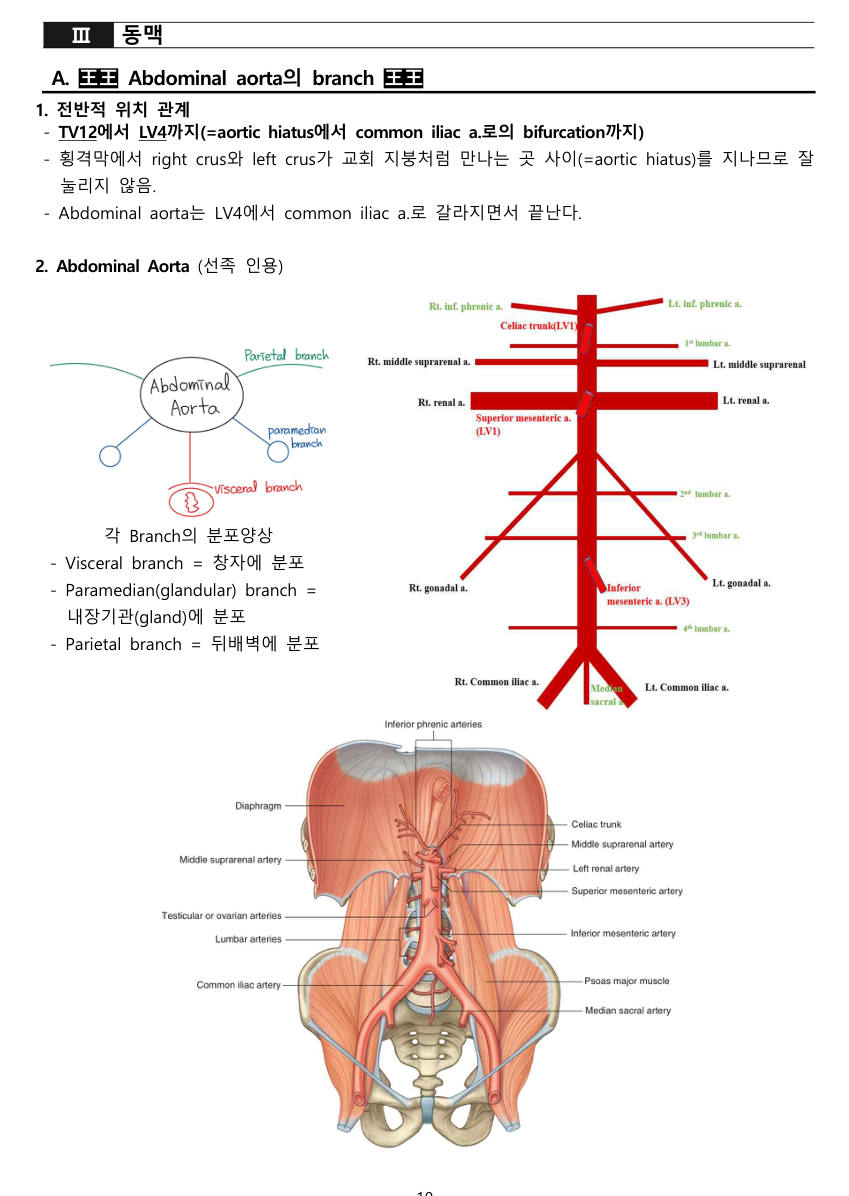 Ⅲ 동맥
A. 王王 Abdominal aorta의 branch 王王
1. 전반적 위치 관계
- TV12에서 LV4까지(=aortic hiatus에서 common iliac a.로의 bifurcation까지)
- 횡격막에서 right crus와 left crus가 교회 지붕처럼 만나는 곳 사이(=aortic hiatus)를 지나므로 잘
눌리지 않음.
- Abdominal aorta는 LV4에서 common iliac a.로 갈라지면서 끝난다.
2. Abdominal Aorta (선족 인용)
Parietal branch
Abdominal
Aorta
paramedian
branch
visceral branch
각 Branch의 분포양상
- Visceral branch = 창자에 분포
- Paramedian(glandular) branch =
내장기관(gland)에 분포
- Parietal branch = 뒤배벽에 분포
Rt. inf. phrenic a.
Lt. inf. phrenic a.
Celiac trunk(LV1)
1st lumbar a.
Rt. middle suprarenal a.
Lt. middle suprarenal
Rt. renal a.
Lt. renal a.
Superior mesenteric a.
(LV1)
2nd lumbar a.
3rd lumbar a.
Rt. gonadal a.
Lt. gonadal a.
Inferior
mesenteric a. (LV3)
4th lumbar a.
Rt. Common iliac a.
Lt. Common iliac a.
Median
sacral a
Inferior phrenic arteries
Diaphragm
Celiac trunk
Middle suprarenal artery
Middle suprarenal artery
Left renal artery
Superior mesenteric artery
Testicular or ovarian arteries
Lumbar arteries
Inferior mesenteric artery
Common iliac artery
Psoas major muscle
Median sacral artery